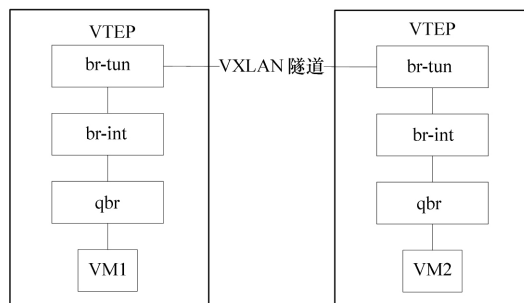 VTEP
br-tun
br-int
qbr
VM1
VXLAN 隧道
VTEP
br-tun
br-int
qbr
VM2